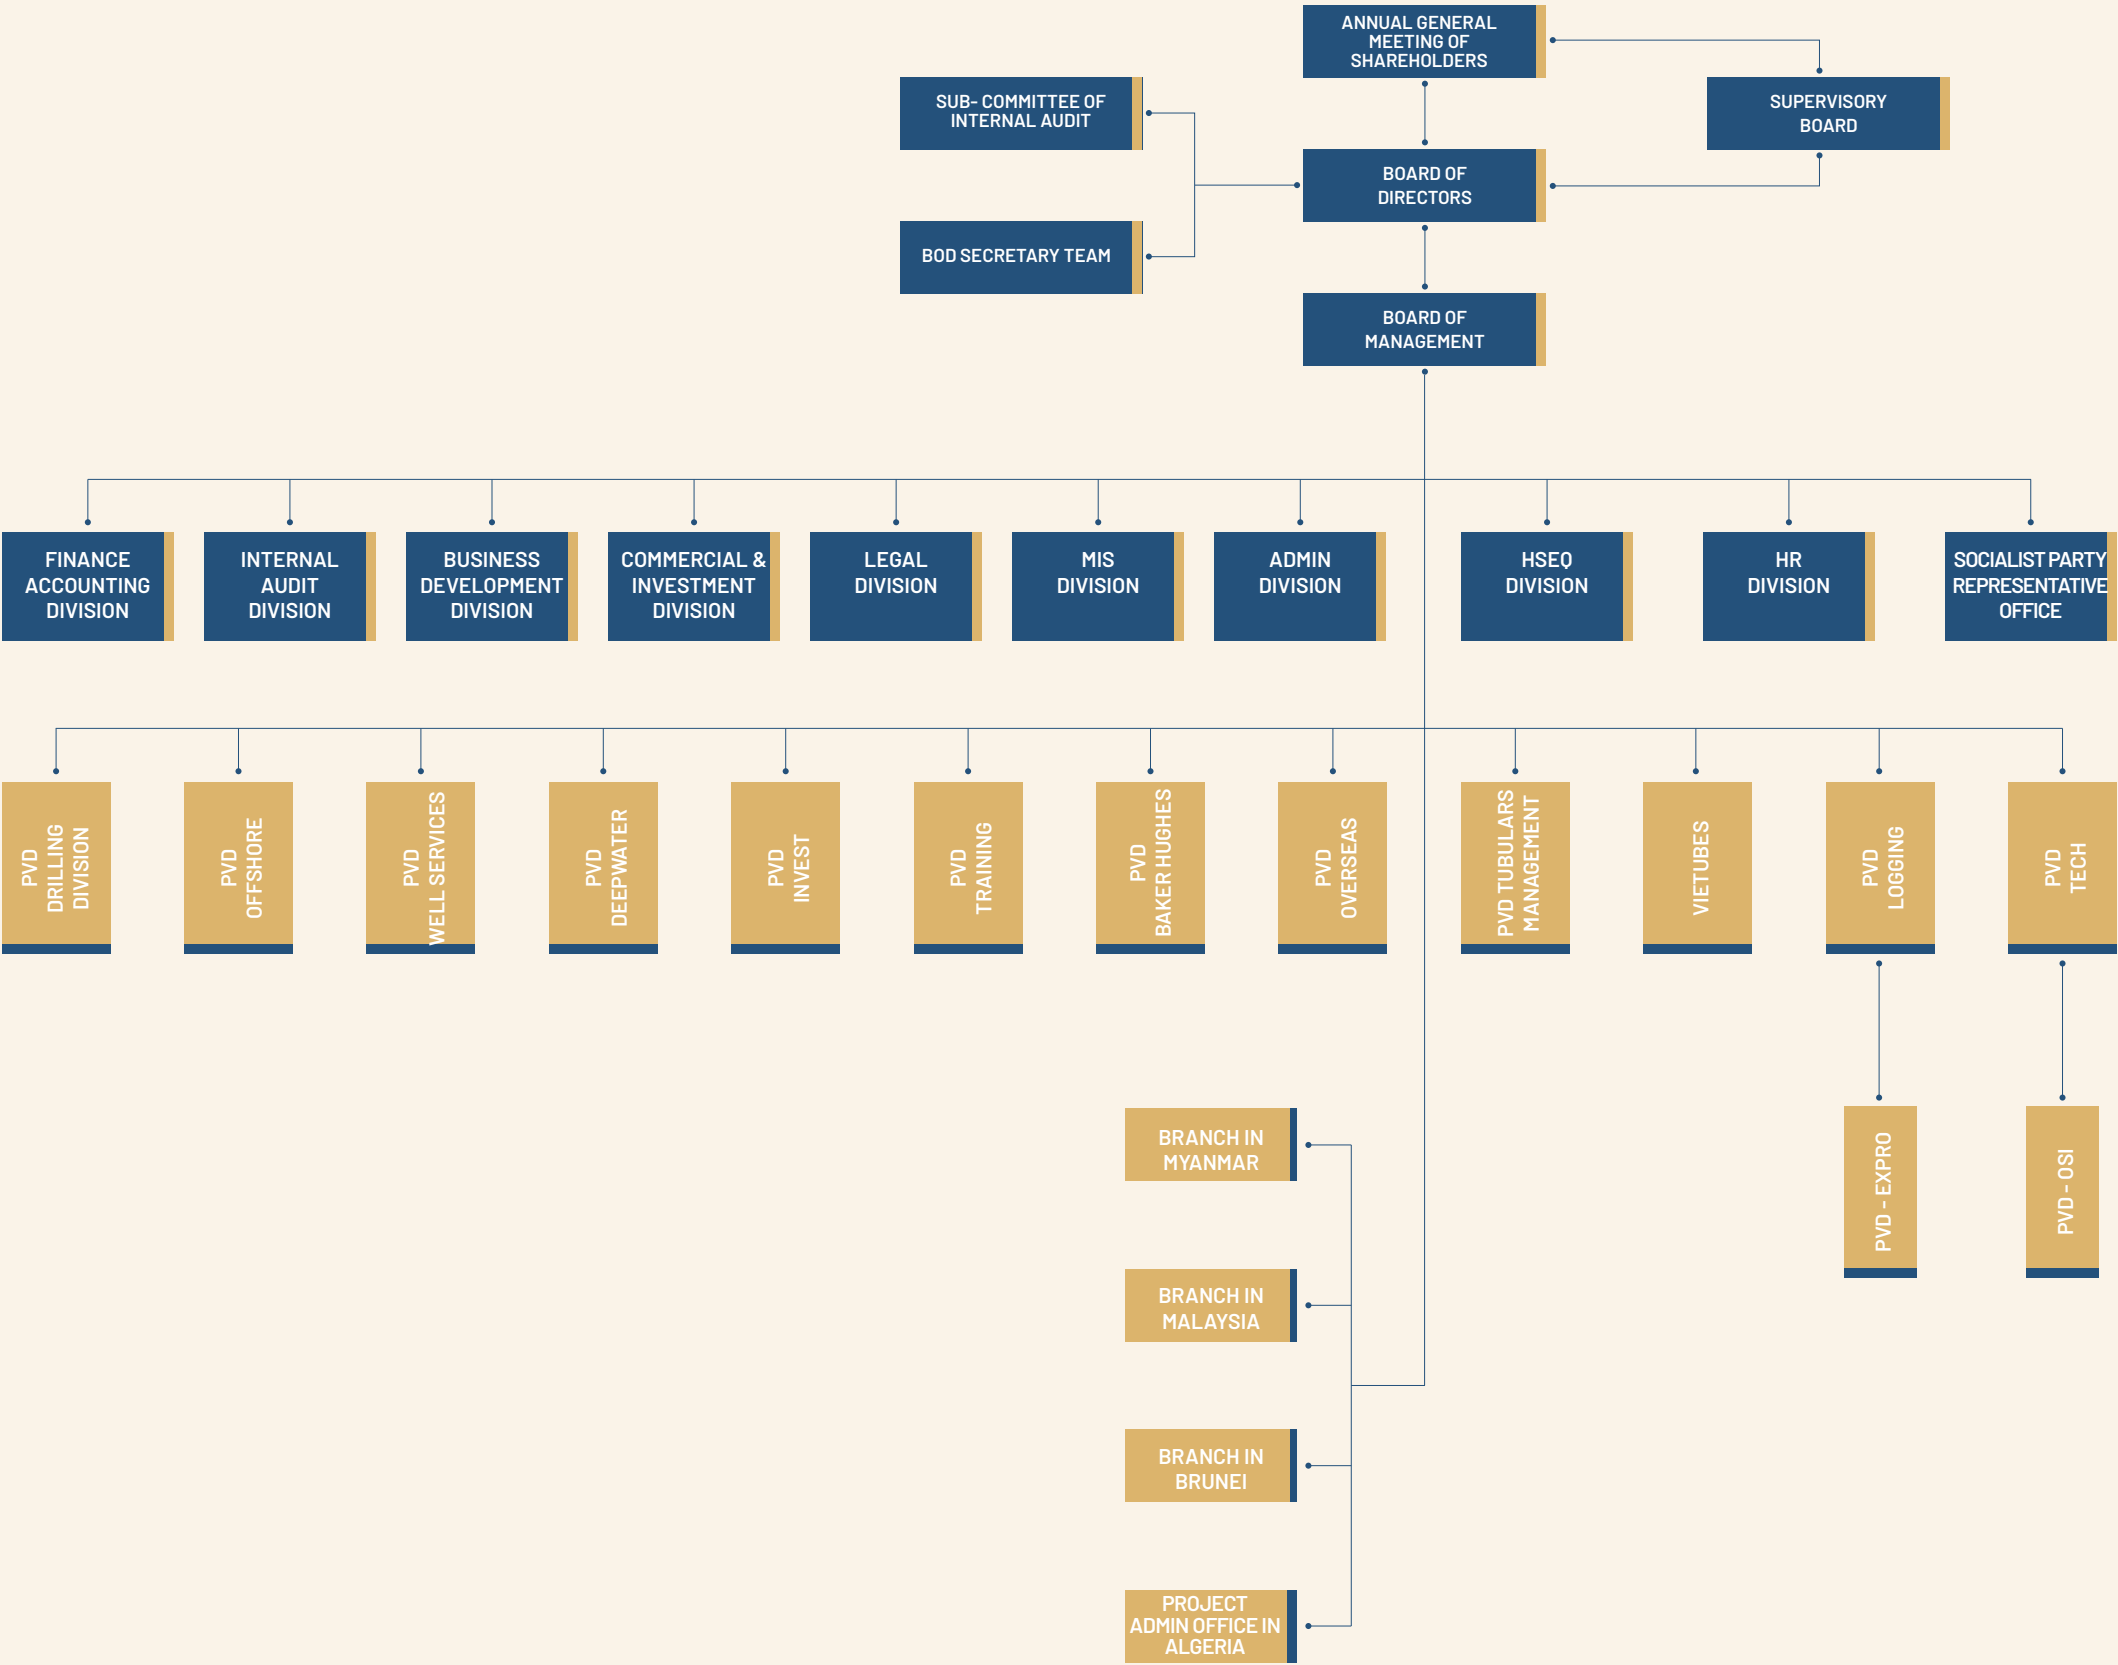 ANNUAL GENERAL
MEETING OF
SHAREHOLDERS
SUB- COMMITTEE OF
INTERNAL AUDIT
SUPERVISORY
BOARD
BOARD OF
DIRECTORS
BOD SECRETARY TEAM
BOARD OF
MANAGEMENT
FINANCE
ACCOUNTING
DIVISION
INTERNAL
AUDIT
DIVISION
BUSINESS
DEVELOPMENT
DIVISION
COMMERCIAL &
INVESTMENT
DIVISION
LEGAL
DIVISION
MIS
DIVISION
ADMIN
DIVISION
HSEQ
DIVISION
HR
DIVISION
SOCIALIST PARTY
REPRESENTATIVE
OFFICE
PVD
DRILLING
DIVISION
PVD
OFFSHORE
PVD
WELL SERVICES
PVD
DEEPWATER
PVD
INVEST
PVD
TRAINING
PVD
BAKER HUGHES
PVD
OVERSEAS
PVD TUBULARS
MANAGEMENT
VIETUBES
PVD
LOGGING
PVD
TECH
BRANCH IN
MYANMAR
PVD - EXPRO
PVD - OSI
BRANCH IN
MALAYSIA
BRANCH IN
BRUNEI
PROJECT
ADMIN OFFICE IN
ALGERIA